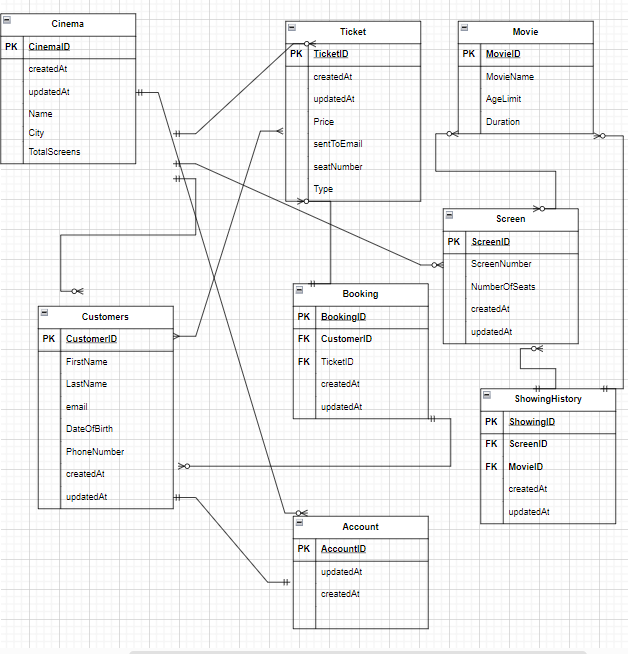 Cinema
PK CinemaID
createdAt
updatedAt
Name
City
TotalScreens
Ticket
PK TicketID
createdAt
updatedAt
Price
sentToEmail
seatNumber
Type
Movie
PK MovieID
MovieName
AgeLimit
Duration
Screen
PK ScreenID
ScreenNumber
NumberOfSeats
createdAt
updatedAt
Customers
PK CustomerID
FirstName
LastName
email
DateOfBirth
PhoneNumber
createdAt
updatedAt
Booking
PK BookingID
FK CustomerID
FK TicketID
createdAt
updatedAt
ShowingHistory
PK ShowingID
FK ScreenID
FK MovieID
createdAt
updatedAt
Account
PK AccountID
updatedAt
createdAt